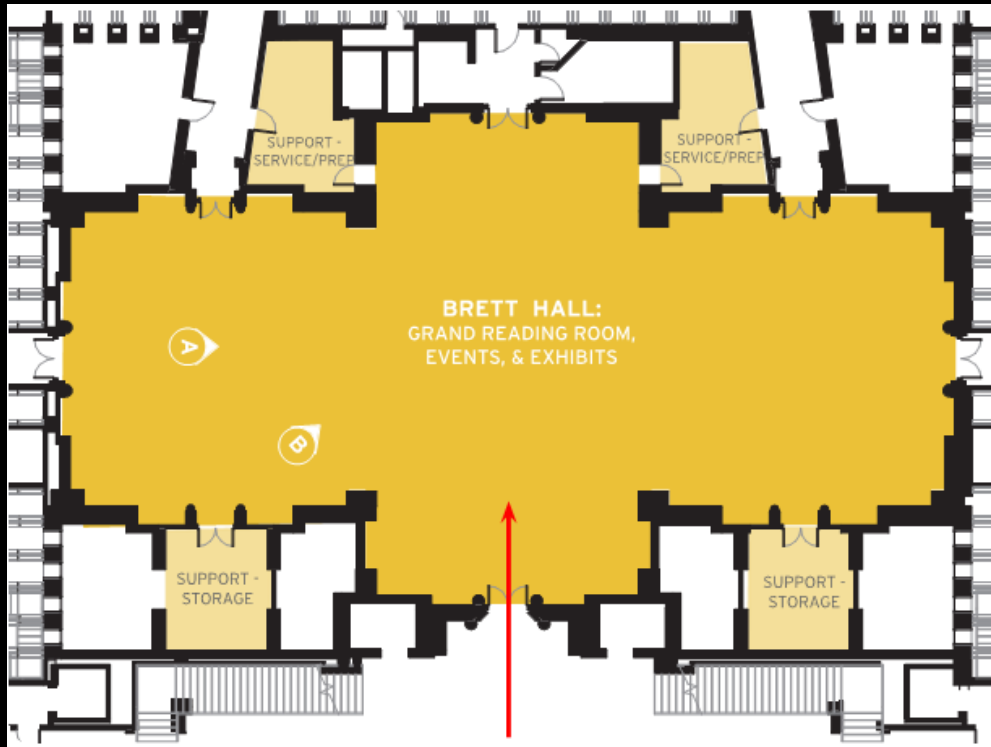 SUPPORT -
SERVICE/PREP
SUPPORT -
SERVICE/PREP
BRETT HALL:
GRAND READING ROOM,
EVENTS, & EXHIBITS
A
B
SUPPORT -
STORAGE
SUPPORT -
STORAGE